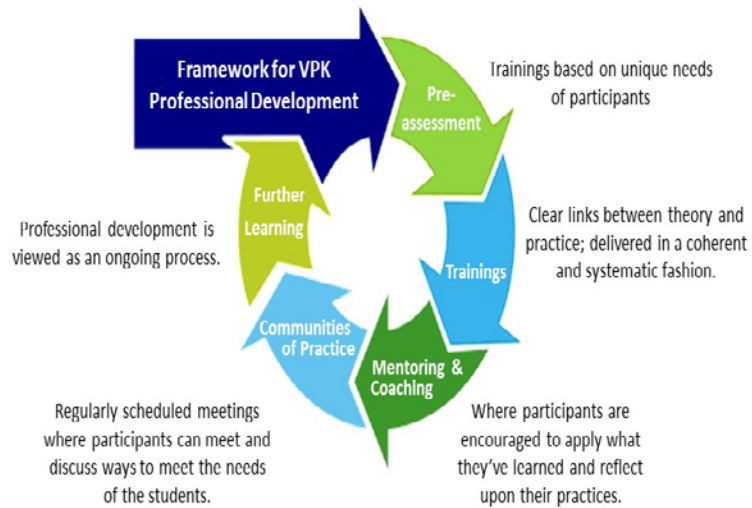 Framework for VPK
Professional Development
Pre-
assessment
Trainings based on unique needs
of participants
Trainings
Clear links between theory and
practice; delivered in a coherent
and systematic fashion.
Mentoring &
Coaching
Where participants are
encouraged to apply what
they've learned and reflect
upon their practices.
Communities
of Practice
Regularly scheduled meetings
where participants can meet and
discuss ways to meet the needs
of the students.
Further
Learning
Professional development is
viewed as an ongoing process.